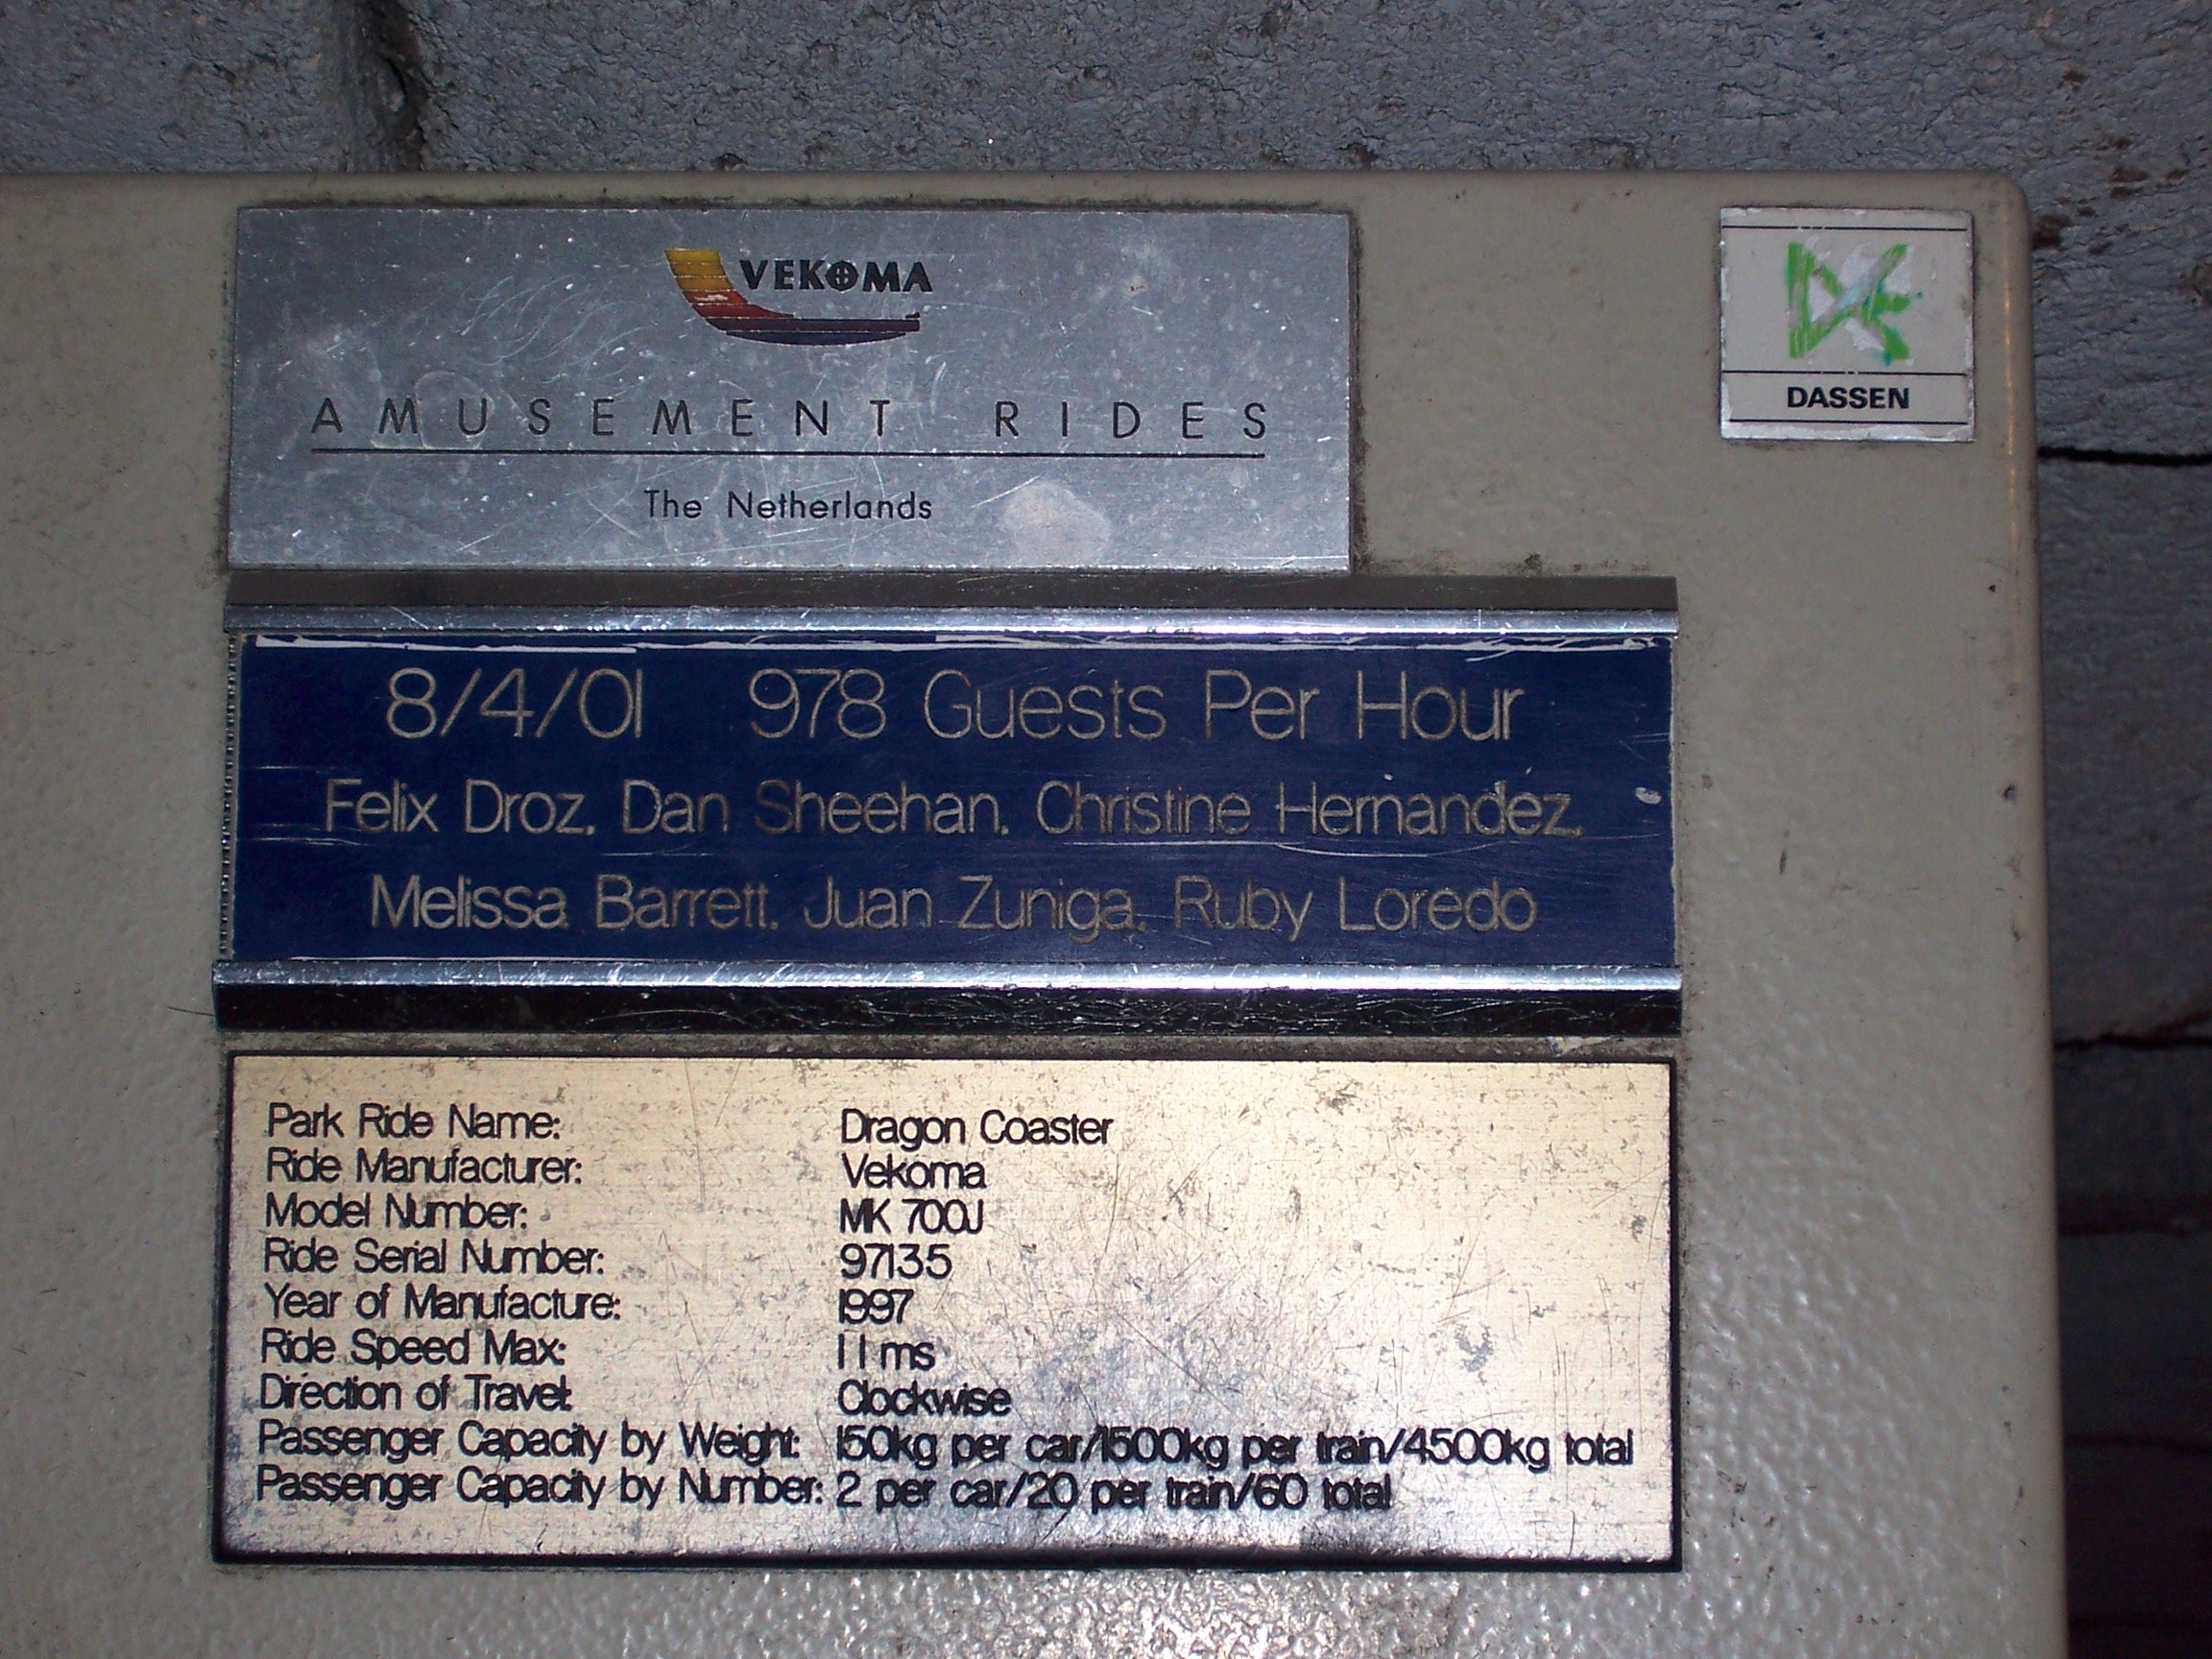 VEKOMA
AMUSEMENT RIDES
The Netherlands
DASSEN
8/4/01 978 Guests Per Hour
Felix Droz, Dan Sheehan, Christine Hernandez,
Melissa Barrett, Juan Zuniga, Ruby Loredo
Park Ride Name: Dragon Coaster
Ride Manufacturer: Vekoma
Model Number: MK 700J
Ride Serial Number: 97135
Year of Manufacture: 1997
Ride Speed Max: 11 ms
Direction of Travel: Clockwise
Passenger Capacity by Weight: 150kg per car/1500kg per train/4500kg total
Passenger Capacity by Number: 2 per car/20 per train/60 total